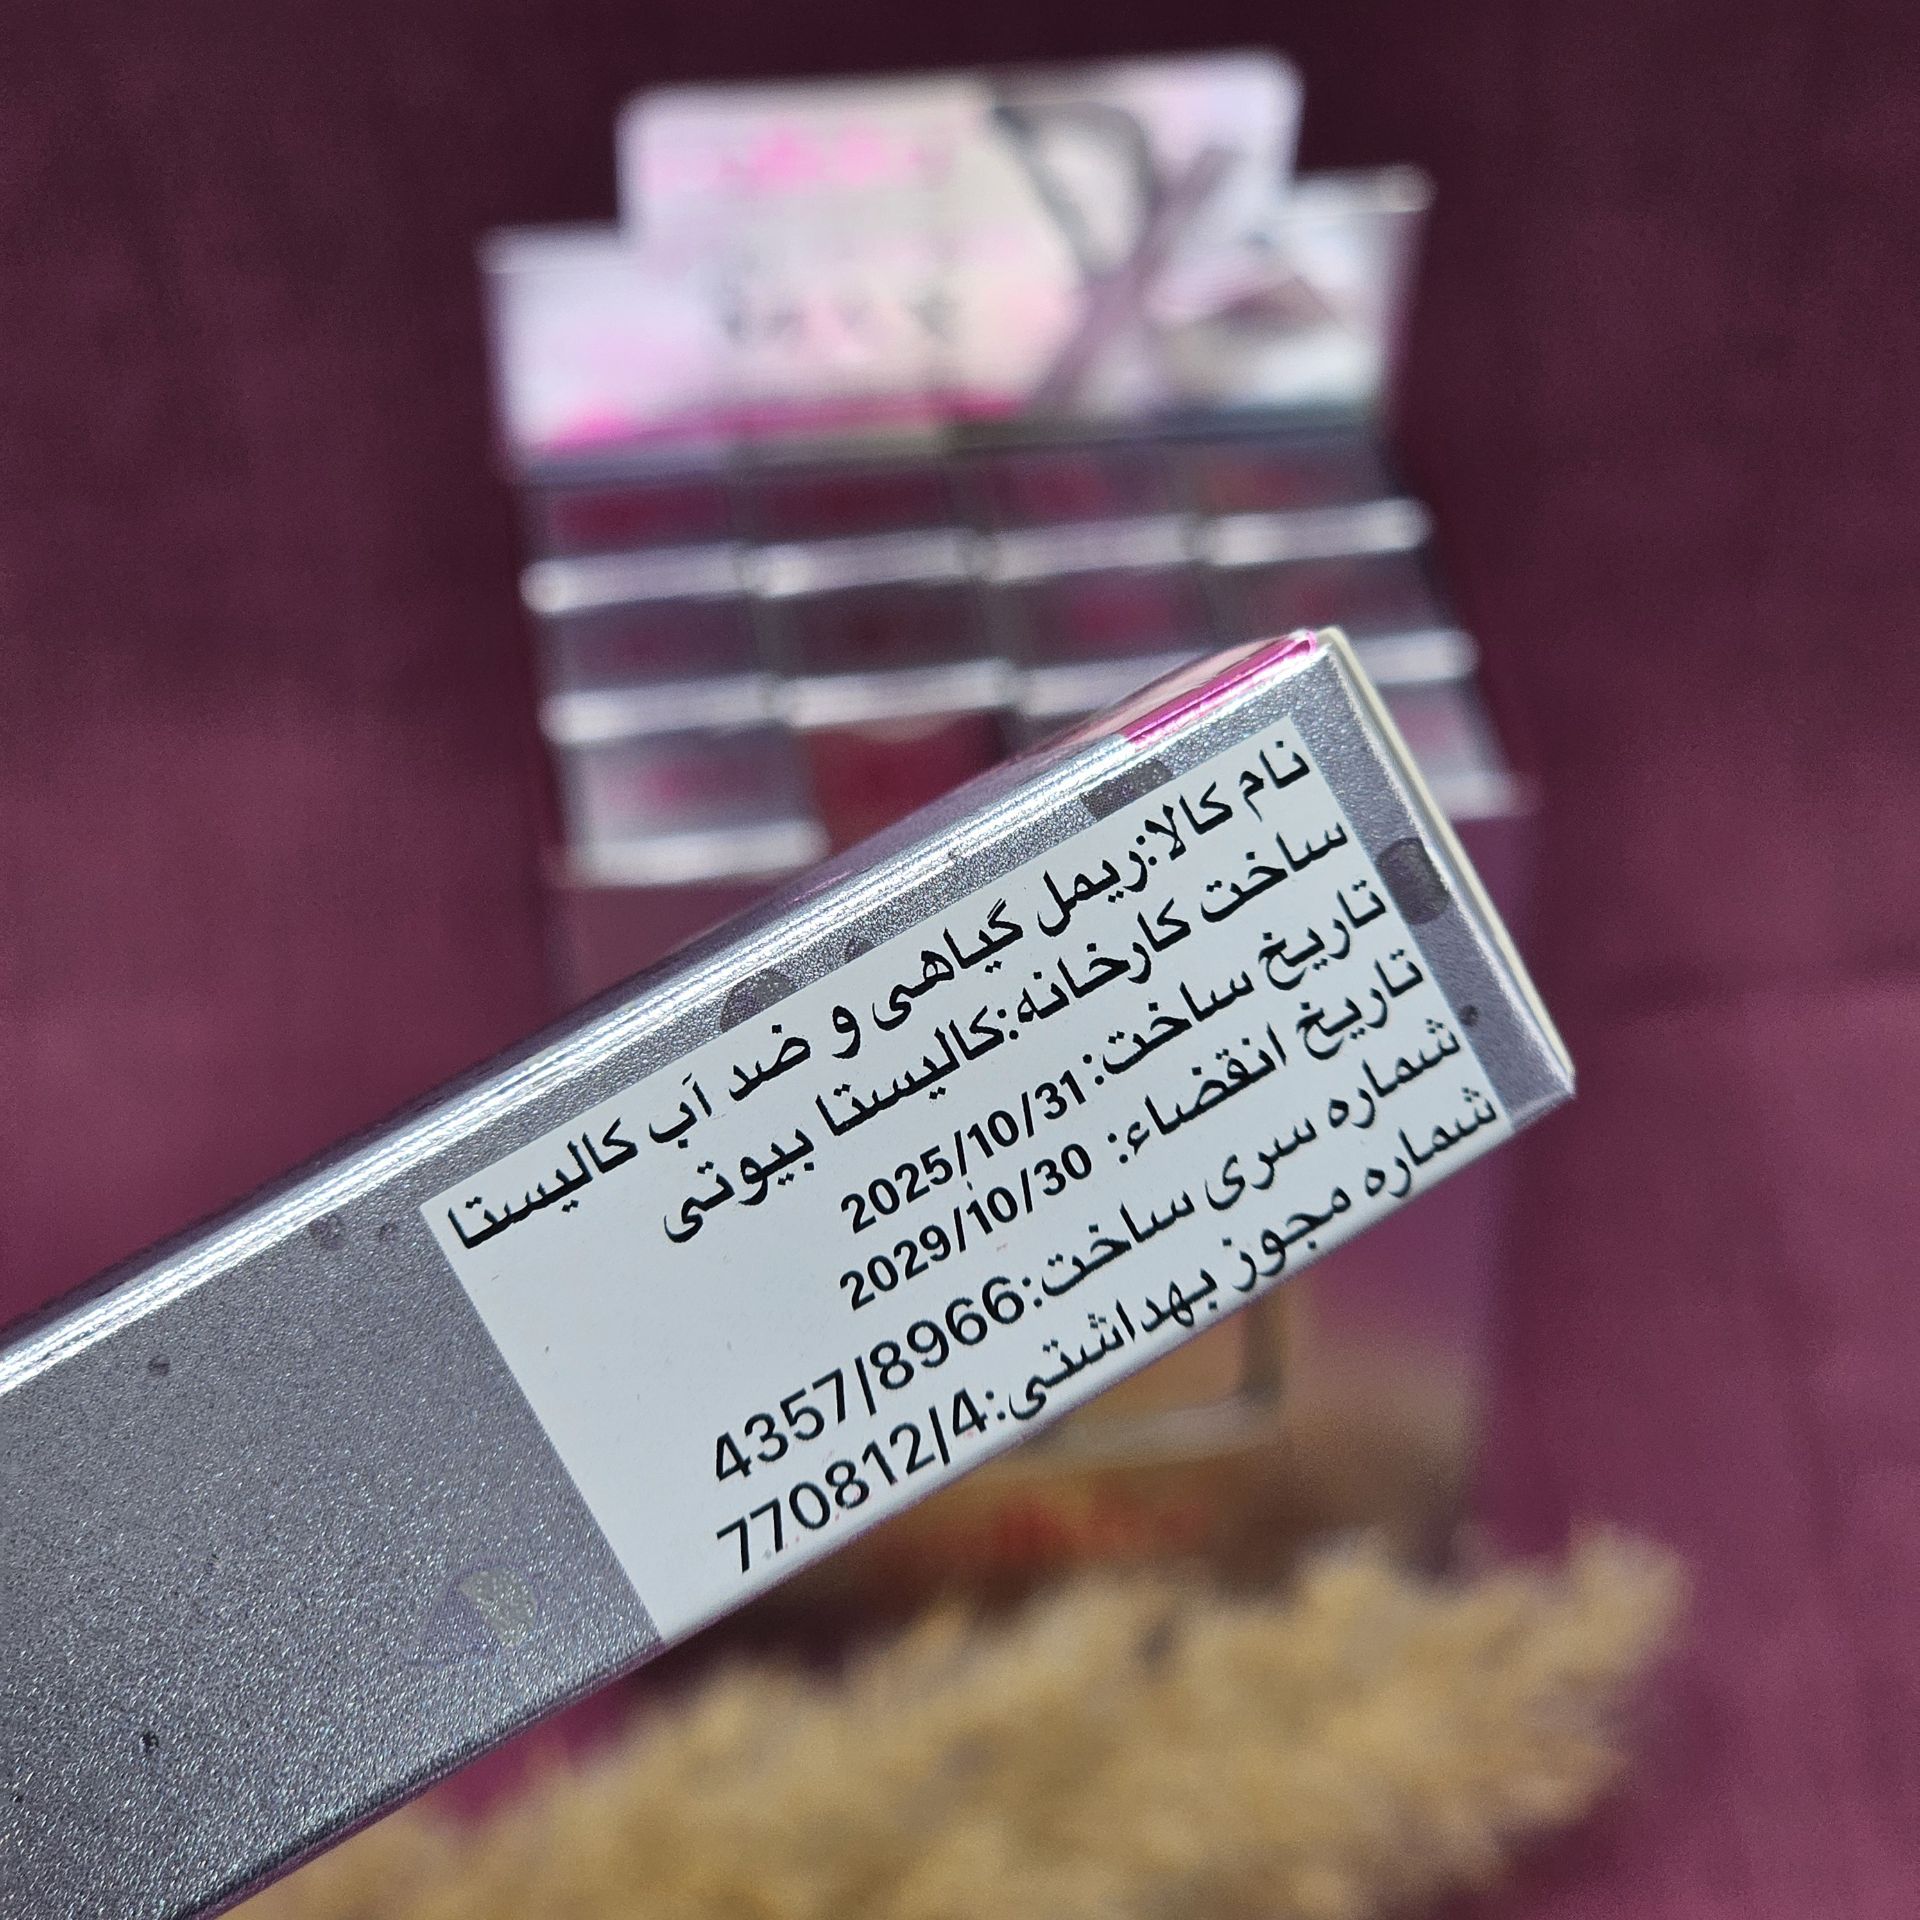 نام کالا:ریمل گیاهی و ضد آب کالیستا
ساخت کارخانه:کالیستا بیوتی
تاریخ ساخت: 2025/10/31
تاریخ انقضاء: 2029/10/30
شماره سری ساخت:4357/8966
شماره مجوز بهداشتی:770812/4